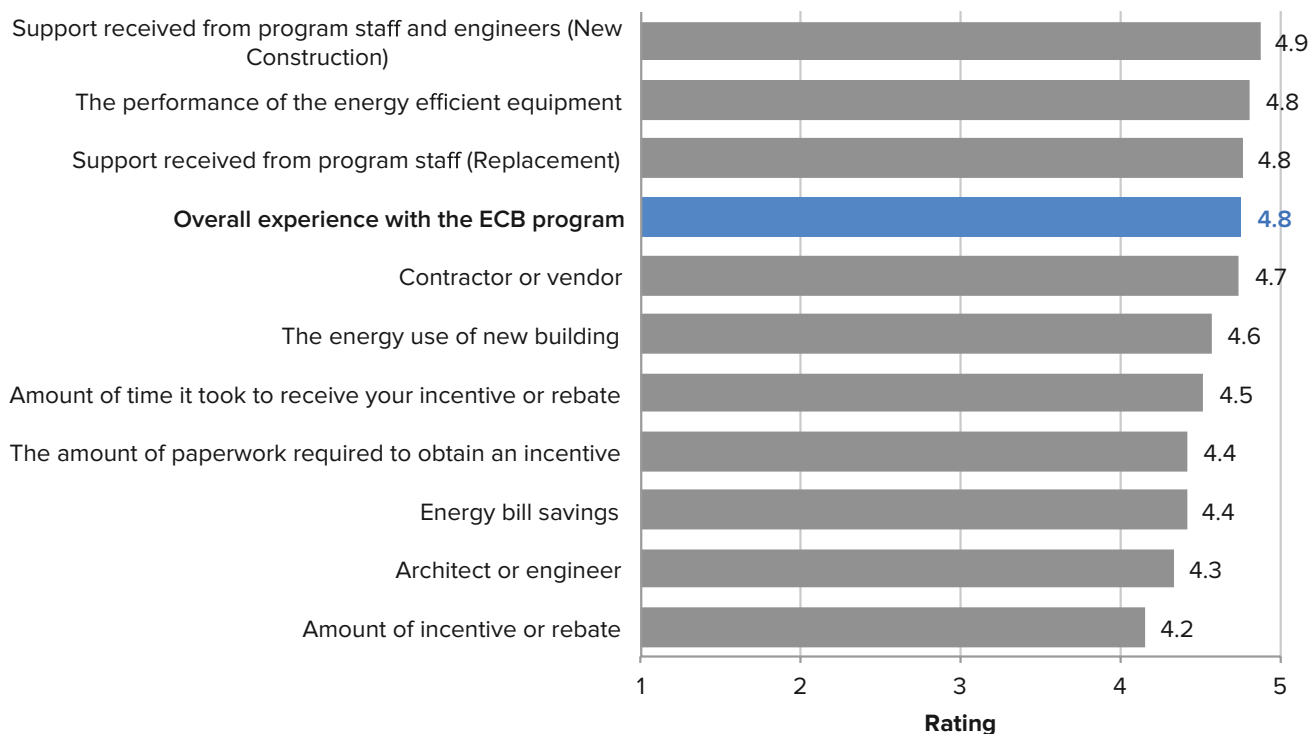 Support received from program staff and engineers (New
Construction)
4.9
The performance of the energy efficient equipment
4.8
Support received from program staff (Replacement)
4.8
Overall experience with the ECB program
4.8
Contractor or vendor
4.7
The energy use of new building
4.6
Amount of time it took to receive your incentive or rebate
4.5
The amount of paperwork required to obtain an incentive
4.4
Energy bill savings
4.4
Architect or engineer
4.3
Amount of incentive or rebate
4.2
1 2 3 4 5
Rating